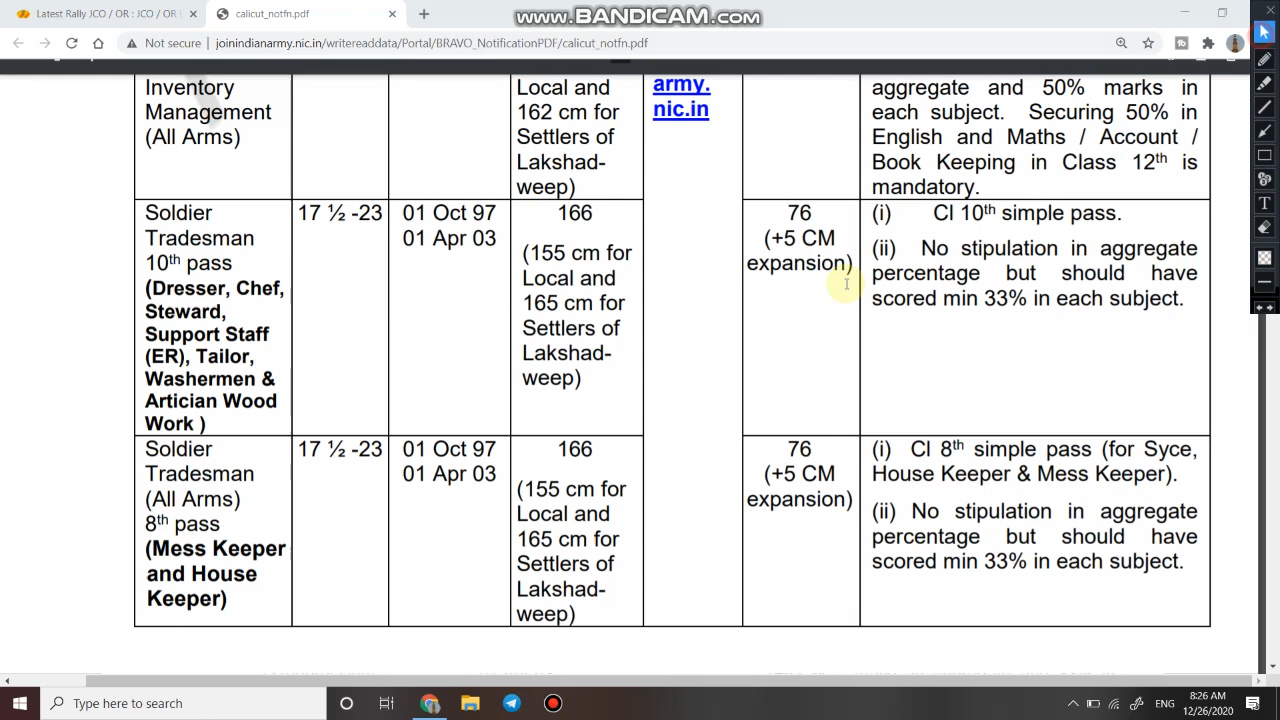 Latest Rally JCO / OR : JCO / OR
calicut_notfn.pdf
www.BANDICAM.com
Not secure | joinindianarmy.nic.in/writereaddata/Portal/BRAVO_NotificationPDF/calicut_notfn.pdf
Inventory
Management
(All Arms)
Local and
162 cm for
Settlers of
Lakshad-
weep)
army.
nic.in
aggregate and 50% marks in
each subject. Securing 50% in
English and Maths / Account /
Book Keeping in Class 12th is
mandatory.
Soldier
Tradesman
10th pass
(Dresser, Chef,
Steward,
Support Staff
(ER), Tailor,
Washermen &
Artician Wood
Work )
17 ½ -23
01 Oct 97
01 Apr 03
166
(155 cm for
Local and
165 cm for
Settlers of
Lakshad-
weep)
76
(+5 CM
expansion)
(i) Cl 10th simple pass.
(ii) No stipulation in aggregate
percentage but should have
scored min 33% in each subject.
Soldier
Tradesman
(All Arms)
8th pass
(Mess Keeper
and House
Keeper)
17 ½ -23
01 Oct 97
01 Apr 03
166
(155 cm for
Local and
165 cm for
Settlers of
Lakshad-
weep)
76
(+5 CM
expansion)
(i) Cl 8th simple pass (for Syce,
House Keeper & Mess Keeper).
(ii) No stipulation in aggregate
percentage but should have
scored min 33% in each subject.
Type here to search
ENG
8:26 AM
12/26/2020